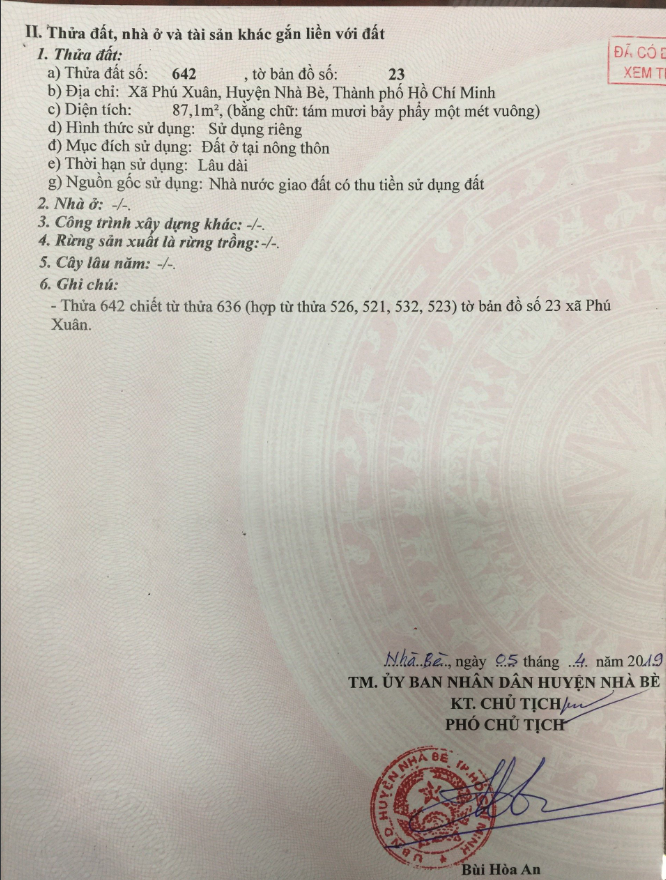 II. Thửa đất, nhà ở và tài sản khác gắn liền với đất
1. Thửa đất:
ĐÃ CÓ
XEM
a) Thửa đất số: 642 , tờ bản đồ số: 23
b) Địa chỉ: Xã Phú Xuân, Huyện Nhà Bè, Thành phố Hồ Chí Minh
c) Diện tích: 87,1m², (bằng chữ: tám mươi bảy phẩy một mét vuông)
d) Hình thức sử dụng: Sử dụng riêng
đ) Mục đích sử dụng: Đất ở tại nông thôn
e) Thời hạn sử dụng: Lâu dài
g) Nguồn gốc sử dụng: Nhà nước giao đất có thu tiền sử dụng đất
2. Nhà ở: -/-.
3. Công trình xây dựng khác: -/-.
4. Rừng sản xuất là rừng trồng:-/-.
5. Cây lâu năm: -/-.
6. Ghi chú:
- Thửa 642 chiết từ thửa 636 (hợp từ thửa 526, 521, 532, 523) tờ bản đồ số 23 xã Phú
Xuân.
Nhà Bè, ngày 05 tháng 4 năm 2019
TM. ỦY BAN NHÂN DÂN HUYỆN NHÀ BÈ
KT. CHỦ TỊCH
PHÓ CHỦ TỊCH
U.B.N.D. HUYỆN NHÀ BÈ T.P. HỒ CHÍ MINH
Bùi Hòa An